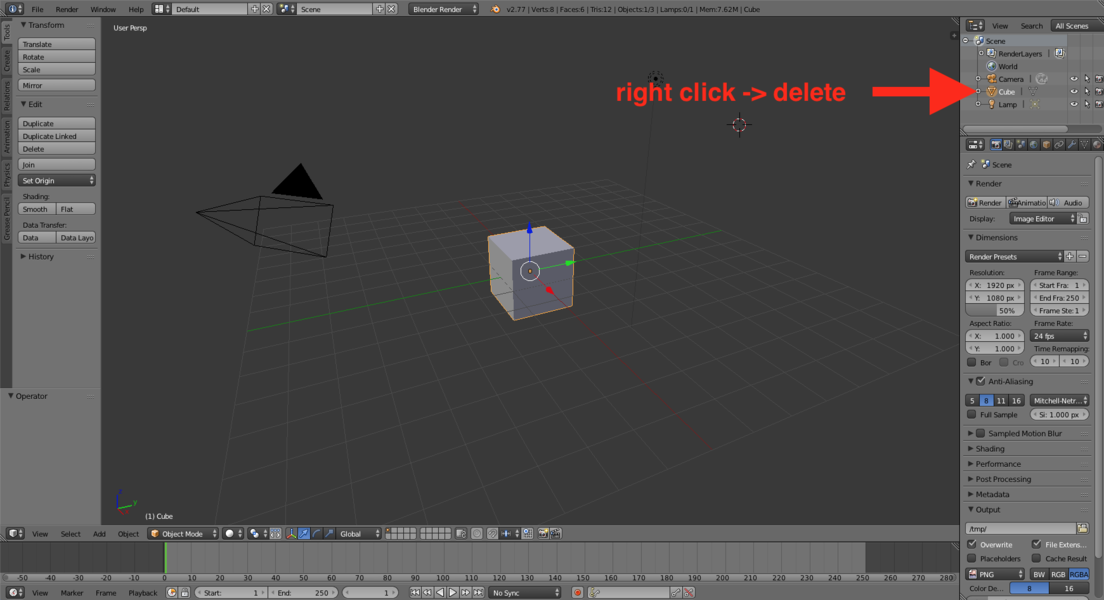 File Render Window Help Default Scene Blender Render v2.77 | Verts:8 | Faces:6 | Tris:12 | Objects:1/3 | Lamps:0/1 | Mem:7.62M | Cube
View Search All Scenes
Tools
Create
Relations
Animation
Physics
Grease Pencil
Transform
Translate
Rotate
Scale
Mirror
Edit
Duplicate
Duplicate Linked
Delete
Join
Set Origin
Shading:
Smooth Flat
Data Transfer:
Data Data Layo
History
Operator
User Persp
right click -> delete
(1) Cube
Scene
RenderLayers
World
Camera
Cube
Lamp
Scene
Render
Render Animatio Audio
Display: Image Editor
Dimensions
Render Presets
Resolution: Frame Range:
X: 1920 px Start Fra: 1
Y: 1080 px End Fra: 250
50% Frame Ste: 1
Aspect Ratio: Frame Rate:
X: 1.000 24 fps
Y: 1.000 Time Remapping:
Bor Cro 10 10
Anti-Aliasing
5 8 11 16 Mitchell-Netr...
Full Sample Si: 1.000 px
Sampled Motion Blur
Shading
Performance
Post Processing
Metadata
Output
/tmp/
Overwrite File Extens...
Placeholders Cache Result
PNG BW RGB RGBA
Color De... 8 16
View Select Add Object Object Mode Global
-50 -40 -30 -20 -10 0 10 20 30 40 50 60 70 80 90 100 110 120 130 140 150 160 170 180 190 200 210 220 230 240 250 260 270 280
View Marker Frame Playback Start: 1 End: 250 1 No Sync